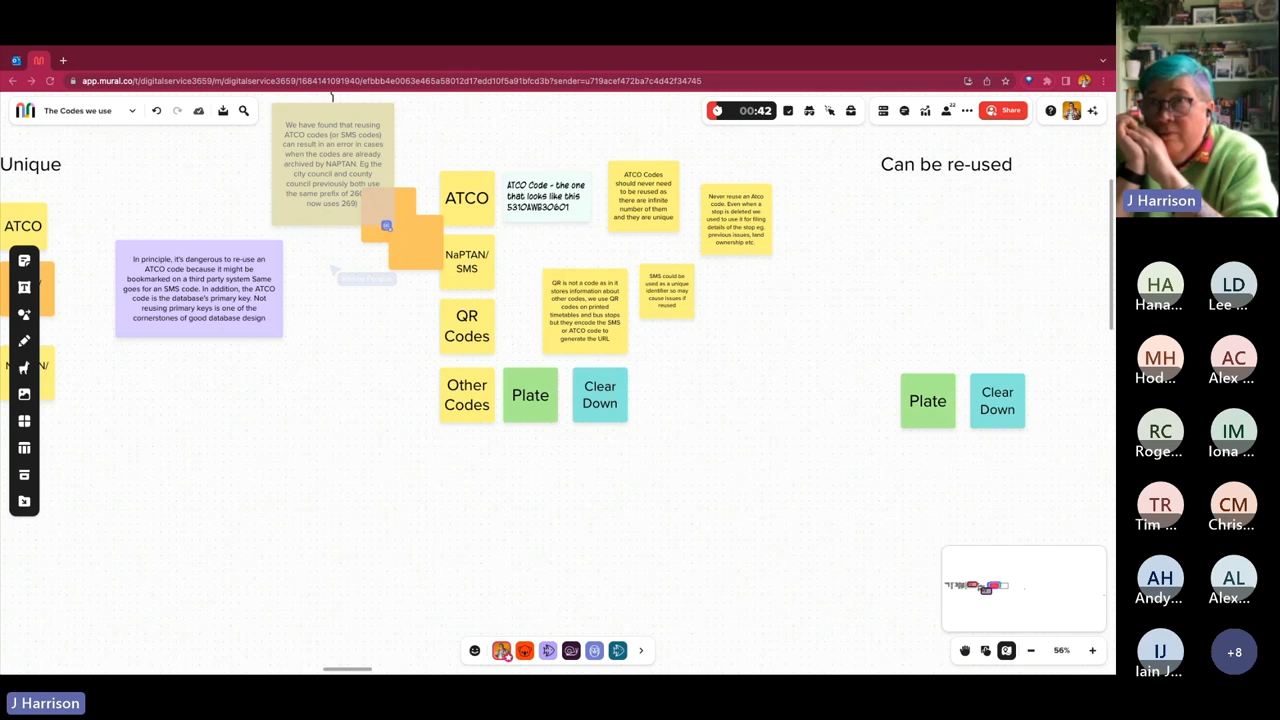 app.mural.co/t/digitalservice3659/m/digitalservice3659/1684141091940/efbbb4e0063e465a58012d17edd10f5a91bfcd3b?sender=u719acef472ba7c4d42f34745
The Codes we use
00:42
22
Share
Unique
Can be re-used
ATCO
We have found that reusing
ATCO codes (or SMS codes)
can result in an error in cases
when the codes are already
archived by NAPTAN. Eg the
city council and county
council previously both use
the same prefix of
now uses 269)
In principle, it's dangerous to re-use an
ATCO code because it might be
bookmarked on a third party system Same
goes for an SMS code. In addition, the ATCO
code is the database's primary key. Not
reusing primary keys is one of the
cornerstones of good database design
ATCO
ATCO Code - the one
that looks like this
5310AWB30601
ATCO Codes
should never need
to be reused as
there are infinite
number of them
and they are unique
Never reuse an Atco
code. Even when a
stop is deleted we
used to use it for filing
details of the stop eg.
previous issues, land
ownership etc.
NaPTAN/
SMS
QR is not a code as in it
stores information about
other codes, we use QR
codes on printed
timetables and bus stops
but they encode the SMS
or ATCO code to
generate the URL
SMS could be
used as a unique
identifier so may
cause issues if
reused
QR
Codes
Other
Codes
Plate
Clear
Down
Plate
Clear
Down
56%
J Harrison
HA
Hana...
LD
Lee ...
MH
Hod...
AC
Alex ...
RC
Roge...
IM
Iona ...
TR
Tim ...
CM
Chris...
AH
Andy...
AL
Alex...
IJ
Iain J...
+8
J Harrison